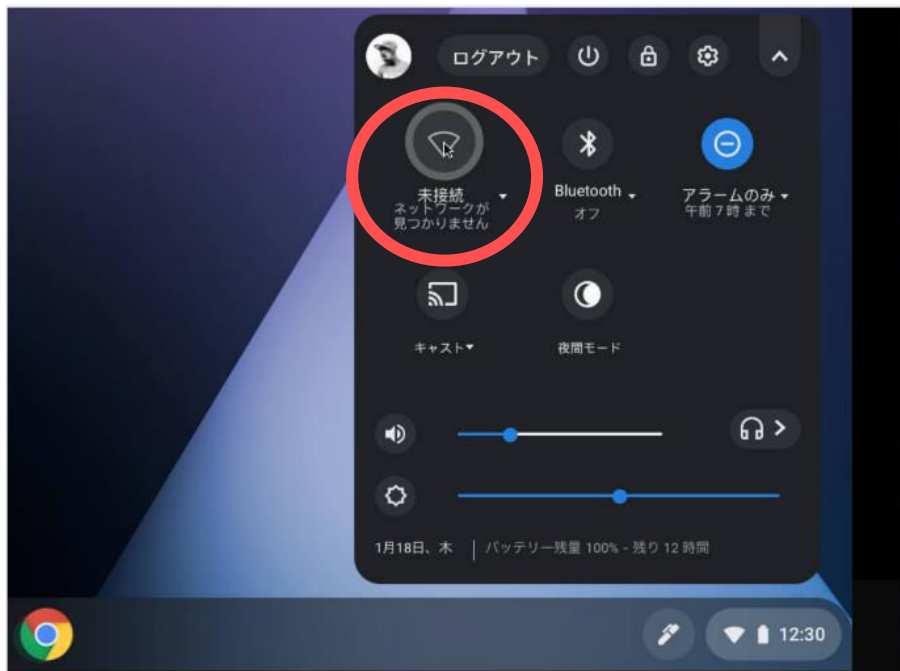 ログアウト
未接続
ネットワークが
見つかりません
Bluetooth
オフ
アラームのみ
午前7時 まで
キャスト
夜間モード
1月18日、木
バッテリー残量 100% - 残り 12 時間
12:30